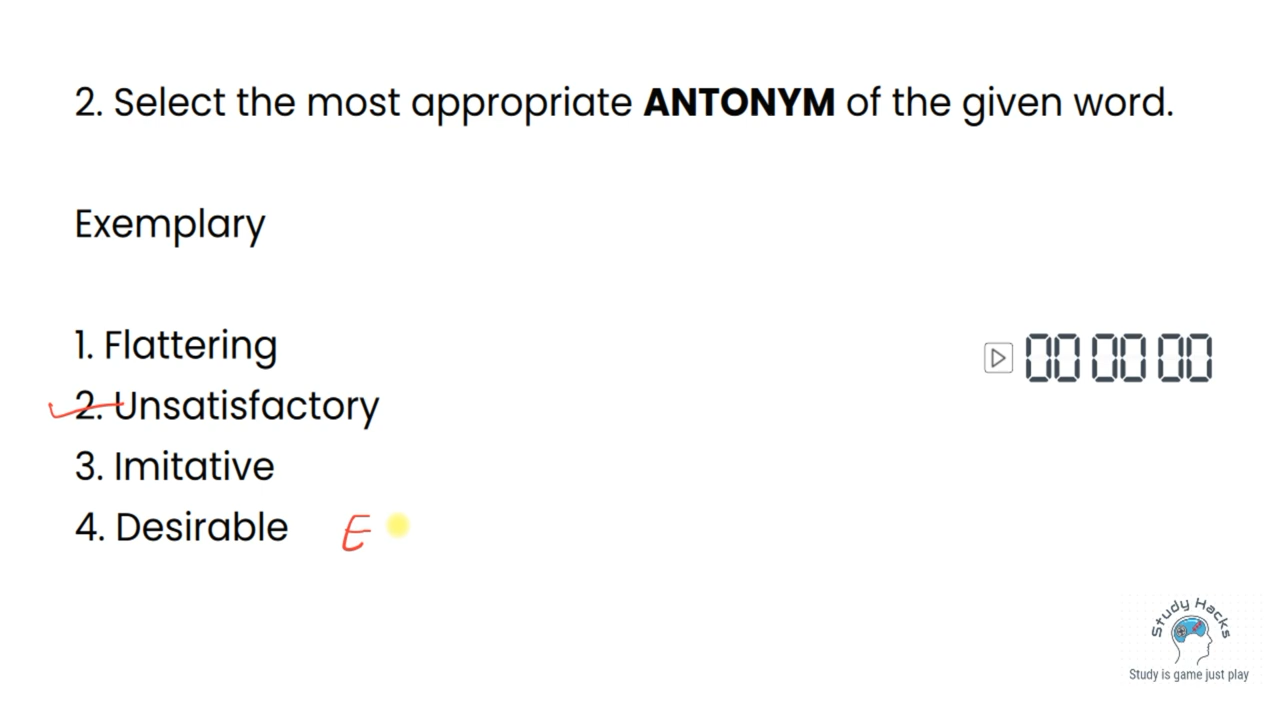 2. Select the most appropriate ANTONYM of the given word.
Exemplary
1. Flattering
2. Unsatisfactory
3. Imitative
4. Desirable E
00 00 00
Study Hacks
Study is game just play